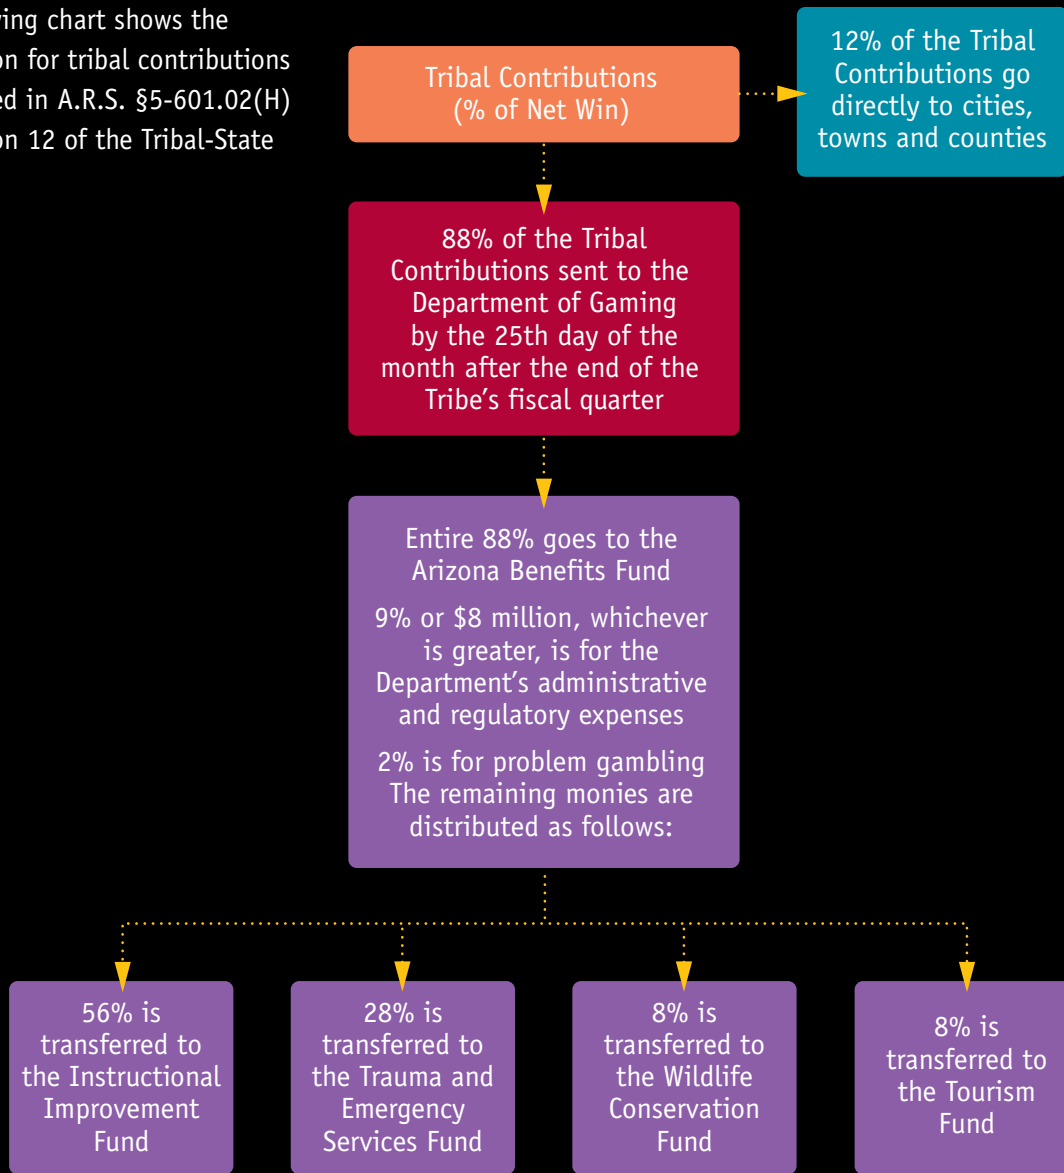 chart shows the
for tribal contributions
in A.R.S. §5-601.02(H)
12 of the Tribal-State
Tribal Contributions
(% of Net Win)
12% of the Tribal
Contributions go
directly to cities,
towns and counties
88% of the Tribal
Contributions sent to the
Department of Gaming
by the 25th day of the
month after the end of the
Tribe’s fiscal quarter
Entire 88% goes to the
Arizona Benefits Fund
9% or $8 million, whichever
is greater, is for the
Department’s administrative
and regulatory expenses
2% is for problem gambling
The remaining monies are
distributed as follows:
56% is
transferred to
the Instructional
Improvement
Fund
28% is
transferred to
the Trauma and
Emergency
Services Fund
8% is
transferred to
the Wildlife
Conservation
Fund
8% is
transferred to
the Tourism
Fund